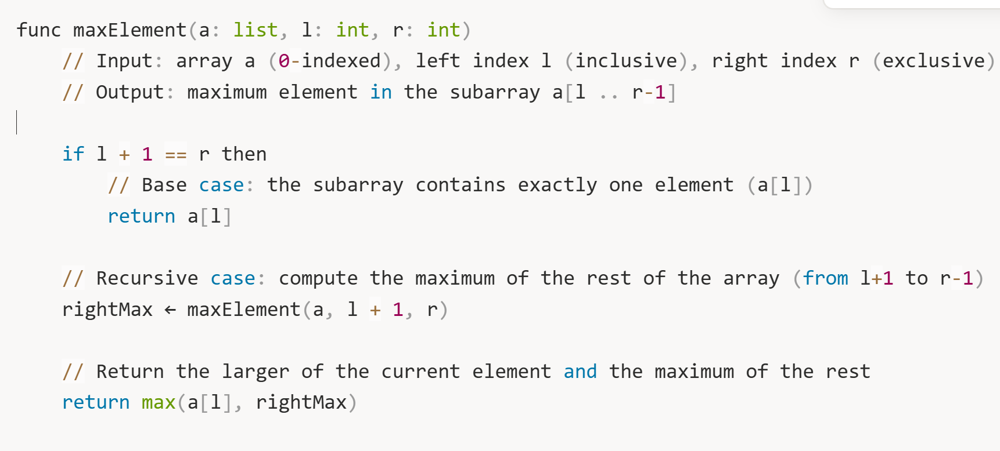 func maxElement(a: list, l: int, r: int)
    // Input: array a (0-indexed), left index l (inclusive), right index r (exclusive)
    // Output: maximum element in the subarray a[l .. r-1]
    if l + 1 == r then
        // Base case: the subarray contains exactly one element (a[l])
        return a[l]
    // Recursive case: compute the maximum of the rest of the array (from l+1 to r-1)
    rightMax ← maxElement(a, l + 1, r)
    // Return the larger of the current element and the maximum of the rest
    return max(a[l], rightMax)